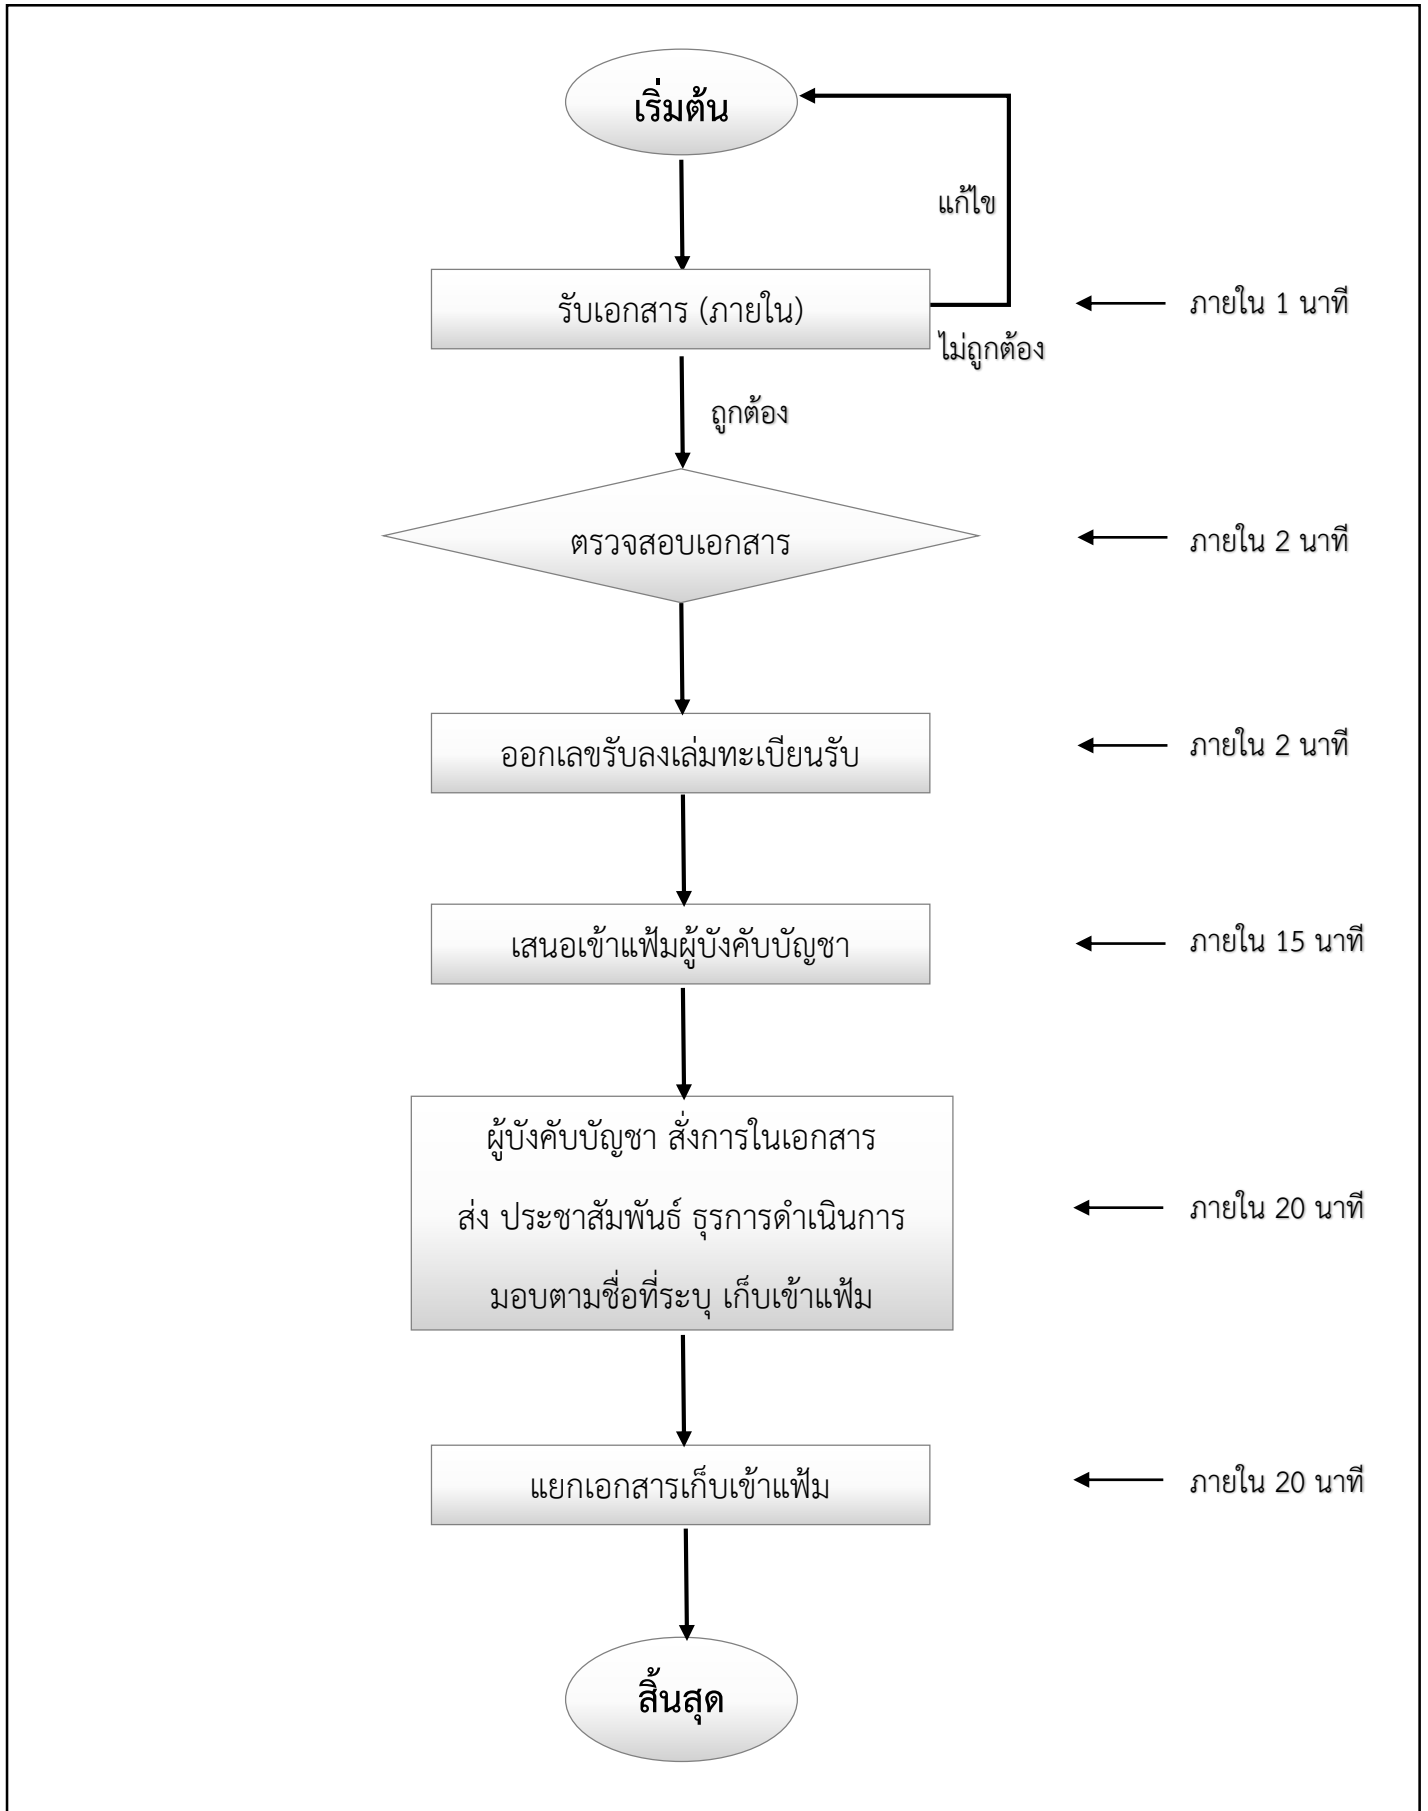 เริ่มต้น
แก้ไข
รับเอกสาร (ภายใน)
ภายใน 1 นาที
ไม่ถูกต้อง
ถูกต้อง
ตรวจสอบเอกสาร
ภายใน 2 นาที
ออกเลขรับลงเล่มทะเบียนรับ
ภายใน 2 นาที
เสนอเข้าแฟ้มผู้บังคับบัญชา
ภายใน 15 นาที
ผู้บังคับบัญชา สั่งการในเอกสาร
ส่ง ประชาสัมพันธ์ ธุรการดำเนินการ
มอบตามชื่อที่ระบุ เก็บเข้าแฟ้ม
ภายใน 20 นาที
แยกเอกสารเก็บเข้าแฟ้ม
ภายใน 20 นาที
สิ้นสุด